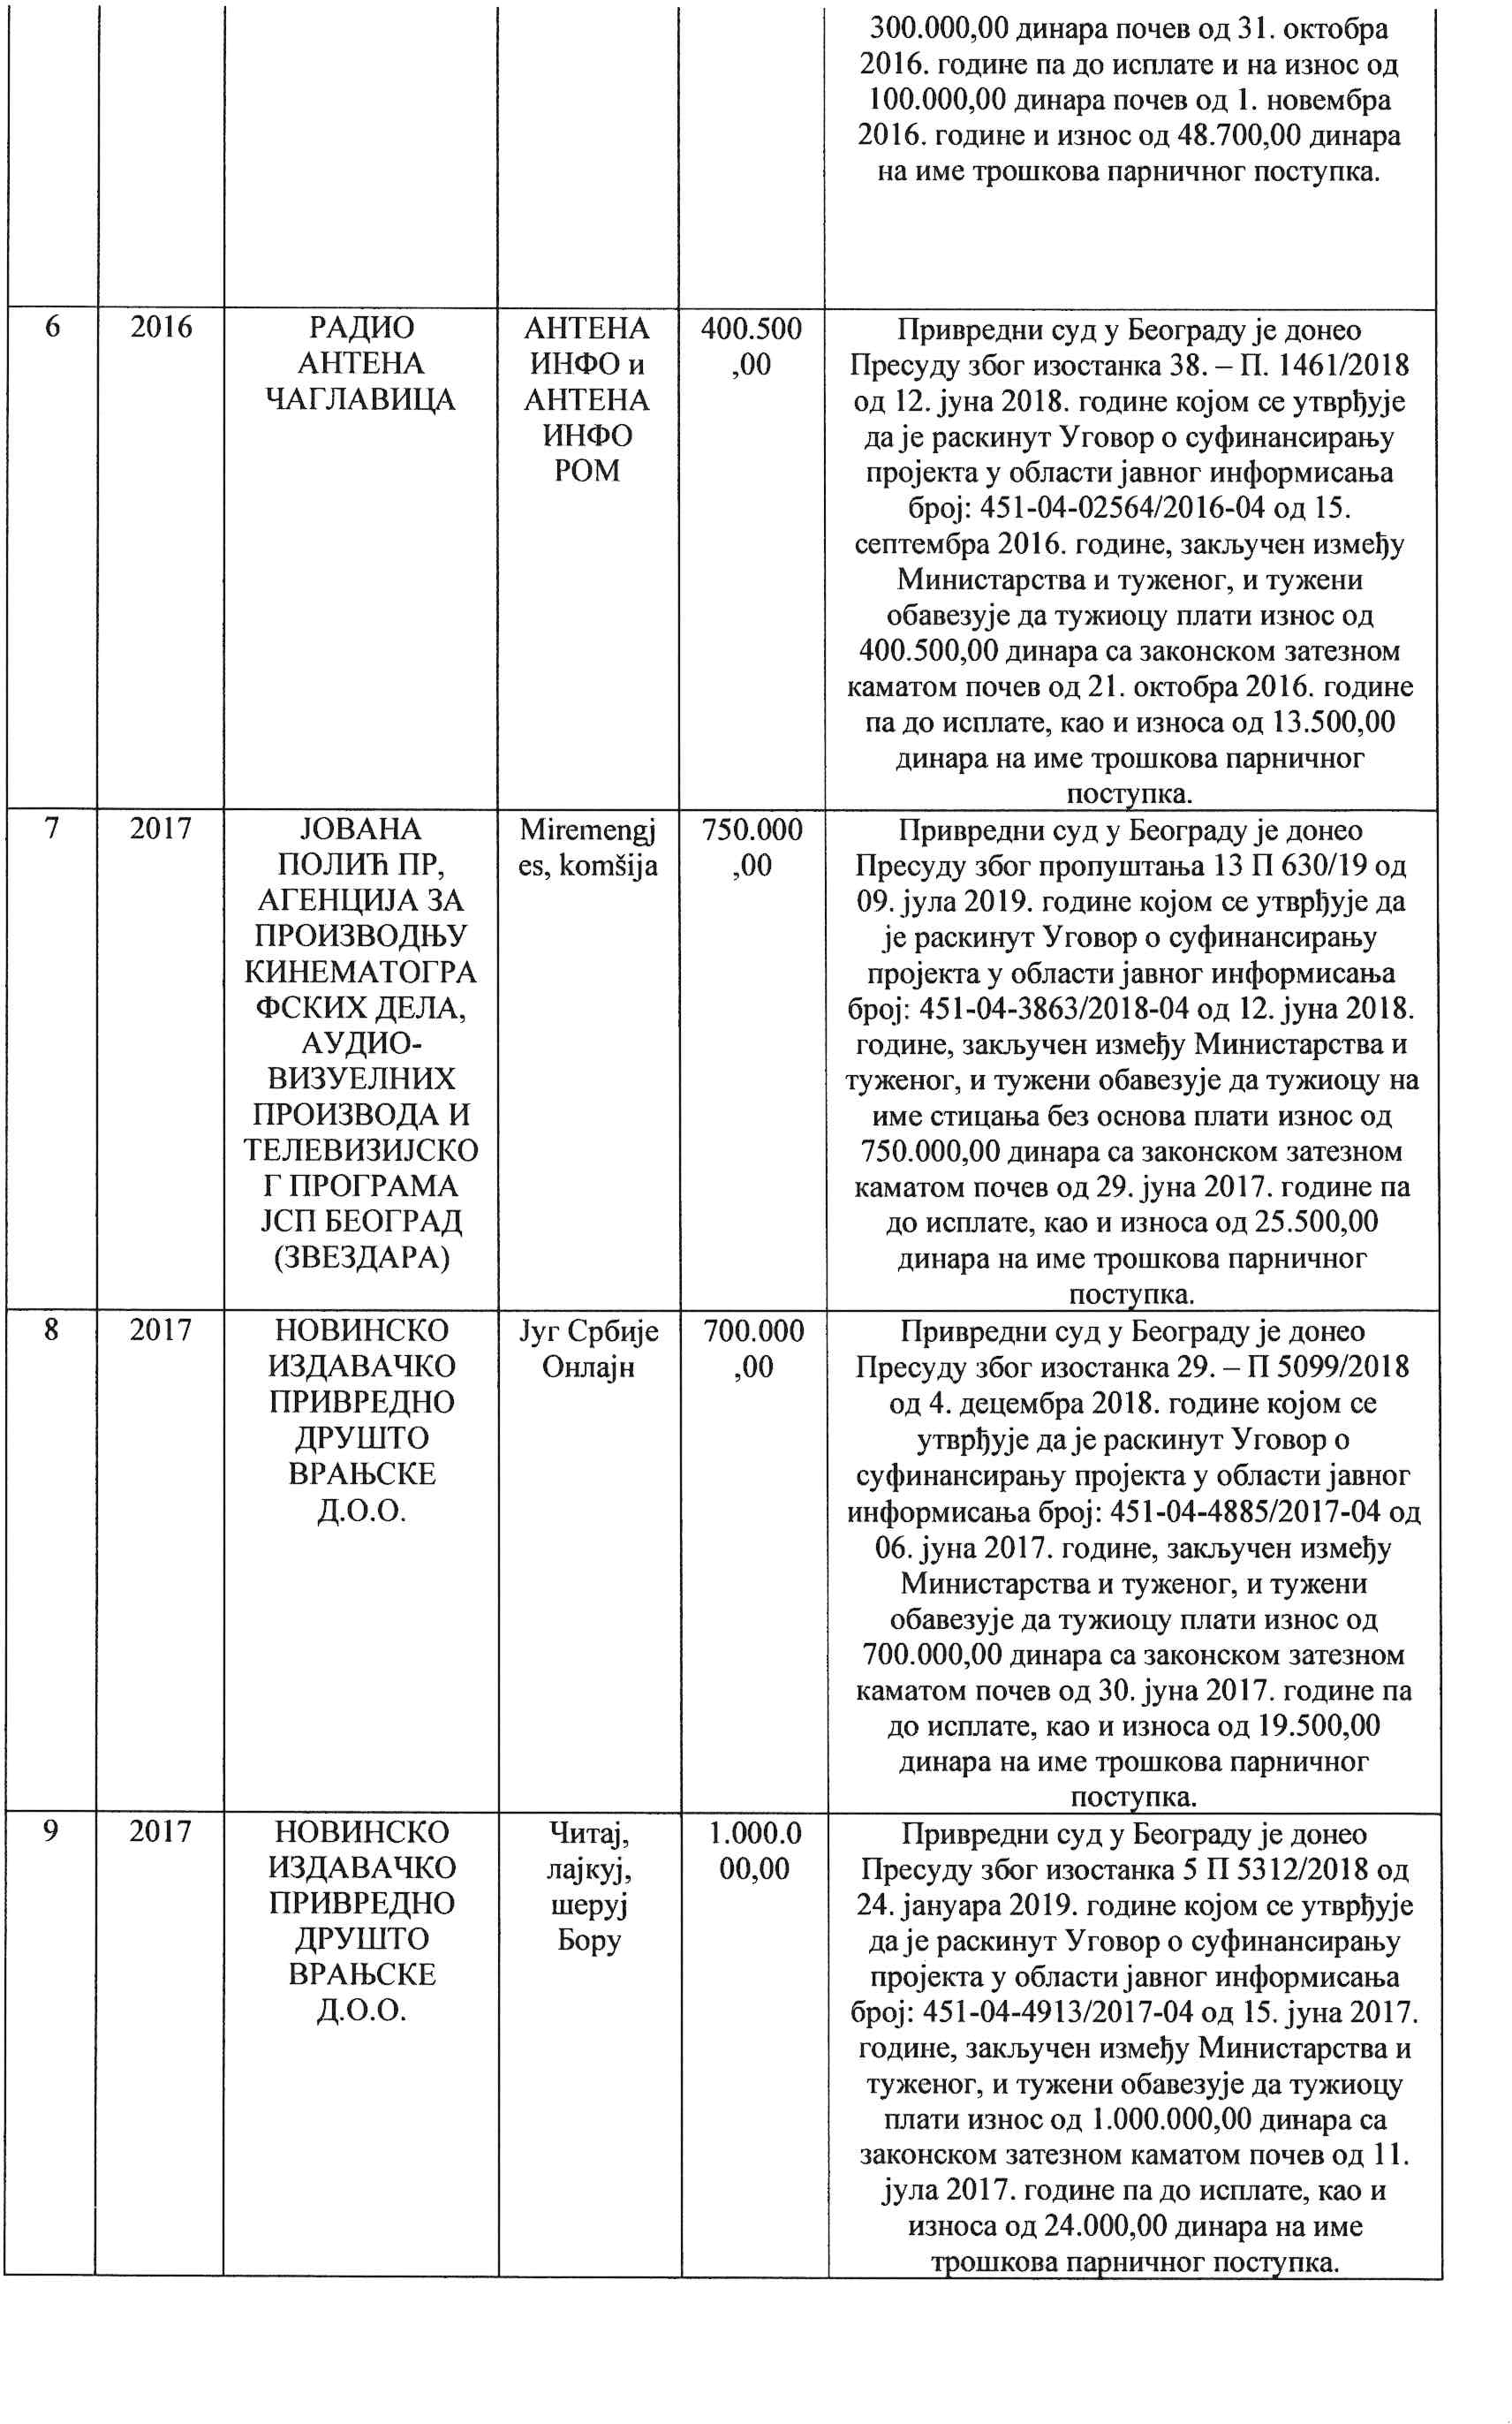 300.000,00 динара почев од 31. октобра
2016. године па до исплате и на износ од
100.000,00 динара почев од 1. новембра
2016. године и износ од 48.700,00 динара
на име трошкова парничног поступка.
6
2016
РАДИО
АНТЕНА
ЧАГЛАВИЦА
АНТЕНА
ИНФО и
АНТЕНА
ИНФО
РОМ
400.500
,00
Привредни суд у Београду је донео
Пресуду због изостанка 38. – П. 1461/2018
од 12. јуна 2018. године којом се утврђује
да је раскинут Уговор о суфинансирању
пројекта у области јавног информисања
број: 451-04-02564/2016-04 од 15.
септембра 2016. године, закључен између
Министарства и туженог, и тужени
обавезује да тужиоцу плати износ од
400.500,00 динара са законском затезном
каматом почев од 21. октобра 2016. године
па до исплате, као и износа од 13.500,00
динара на име трошкова парничног
поступка.
7
2017
ЈОВАНА
ПОЛИЋ ПР,
АГЕНЦИЈА ЗА
ПРОИЗВОДЊУ
КИНЕМАТОГРА
ФСКИХ ДЕЛА,
АУДИО-
ВИЗУЕЛНИХ
ПРОИЗВОДА И
ТЕЛЕВИЗИЈСКО
Г ПРОГРАМА
ЈСП БЕОГРАД
(ЗВЕЗДАРА)
Miremengj
es, komšija
750.000
,00
Привредни суд у Београду је донео
Пресуду због пропуштања 13 П 630/19 од
09. јула 2019. године којом се утврђује да
је раскинут Уговор о суфинансирању
пројекта у области јавног информисања
број: 451-04-3863/2018-04 од 12. јуна 2018.
године, закључен између Министарства и
туженог, и тужени обавезује да тужиоцу на
име стицања без основа плати износ од
750.000,00 динара са законском затезном
каматом почев од 29. јуна 2017. године па
до исплате, као и износа од 25.500,00
динара на име трошкова парничног
поступка.
8
2017
НОВИНСКО
ИЗДАВАЧКО
ПРИВРЕДНО
ДРУШТО
ВРАЊСКЕ
Д.О.О.
Југ Србије
Онлајн
700.000
,00
Привредни суд у Београду је донео
Пресуду због изостанка 29. – П 5099/2018
од 4. децембра 2018. године којом се
утврђује да је раскинут Уговор о
суфинансирању пројекта у области јавног
информисања број: 451-04-4885/2017-04 од
06. јуна 2017. године, закључен између
Министарства и туженог, и тужени
обавезује да тужиоцу плати износ од
700.000,00 динара са законском затезном
каматом почев од 30. јуна 2017. године па
до исплате, као и износа од 19.500,00
динара на име трошкова парничног
поступка.
9
2017
НОВИНСКО
ИЗДАВАЧКО
ПРИВРЕДНО
ДРУШТО
ВРАЊСКЕ
Д.О.О.
Читај,
лајкуј,
шеруј
Бору
1.000.0
00,00
Привредни суд у Београду је донео
Пресуду због изостанка 5 П 5312/2018 од
24. јануара 2019. године којом се утврђује
да је раскинут Уговор о суфинансирању
пројекта у области јавног информисања
број: 451-04-4913/2017-04 од 15. јуна 2017.
године, закључен између Министарства и
туженог, и тужени обавезује да тужиоцу
плати износ од 1.000.000,00 динара са
законском затезном каматом почев од 11.
јула 2017. године па до исплате, као и
износа од 24.000,00 динара на име
трошкова парничног поступка.